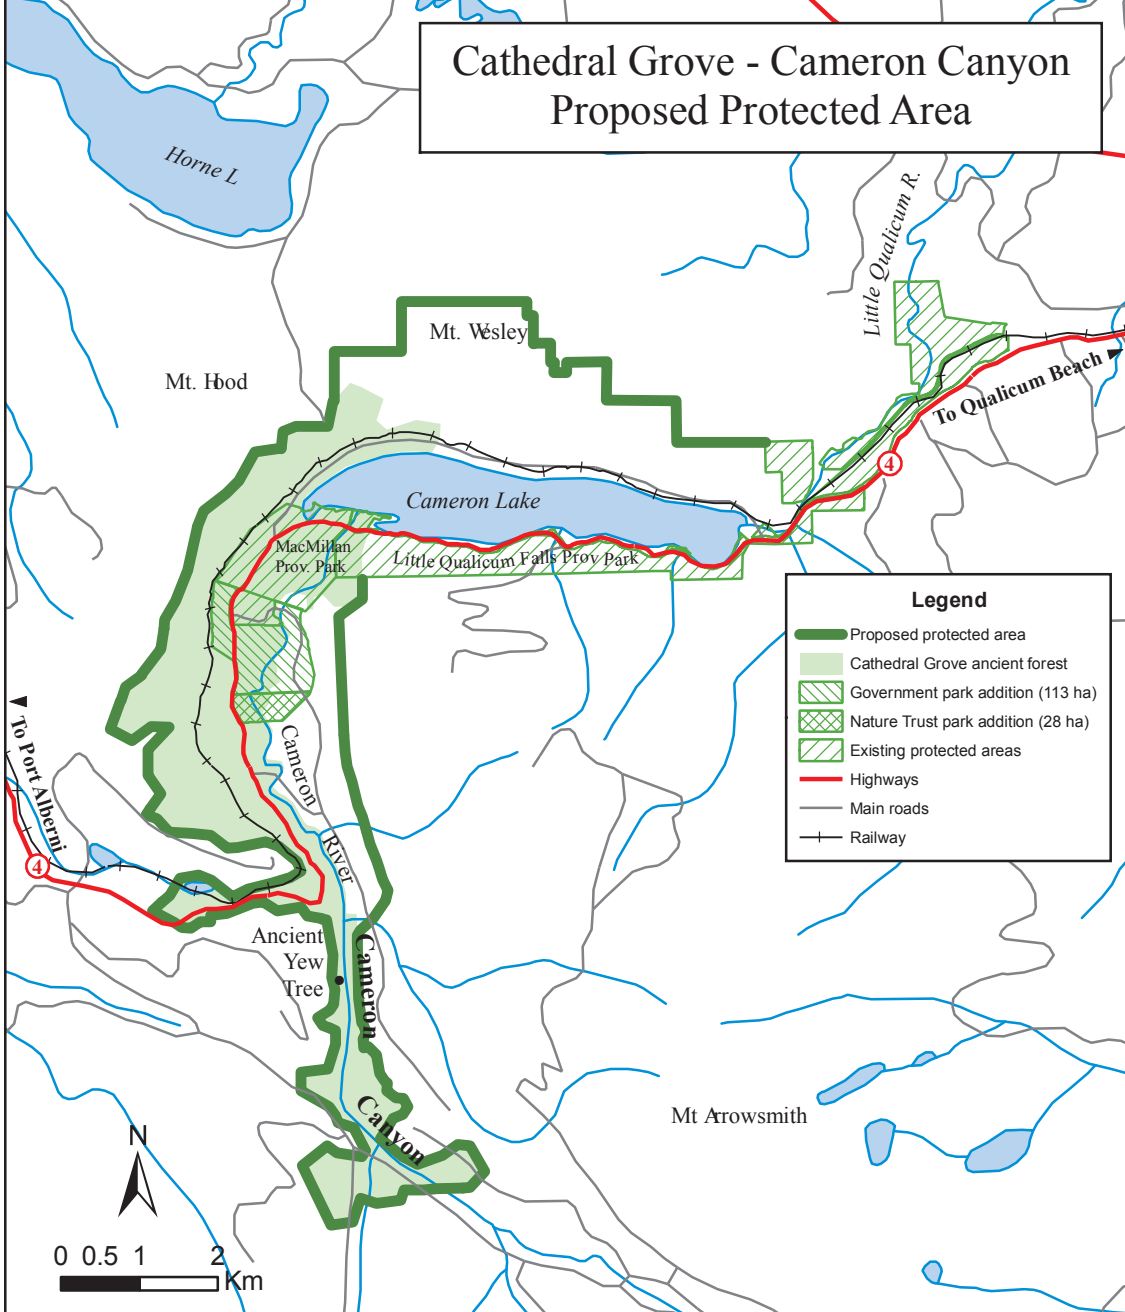 Cathedral Grove - Cameron Canyon
Proposed Protected Area
Horne L
Little Qualicum R.
Mt. Wesley
Mt. Hood
To Qualicum Beach
4
Cameron Lake
MacMillan
Prov. Park
Little Qualicum Falls Prov Park
Legend
Proposed protected area
Cathedral Grove ancient forest
Government park addition (113 ha)
Nature Trust park addition (28 ha)
Existing protected areas
Highways
Main roads
Railway
To Port Alberni
4
Cameron River
Ancient
Yew
Tree
Cameron Canyon
Mt Arrowsmith
N
0 0.5 1 2
Km